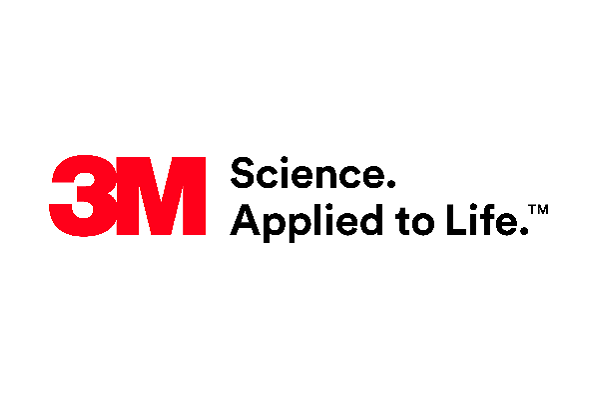 3M
Science.
Applied to Life.™